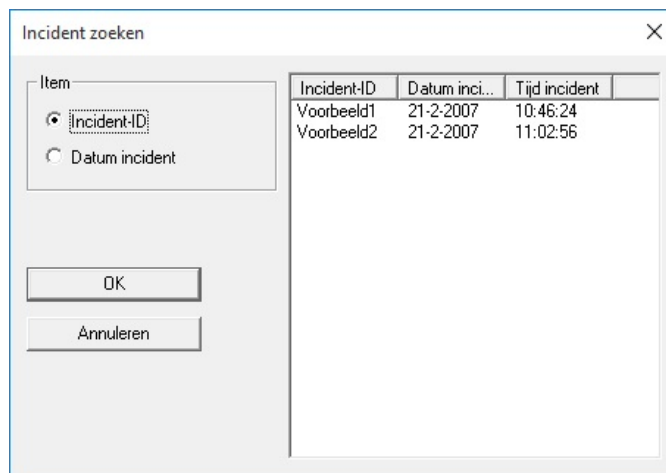 Incident zoeken
Item
Incident-ID
Datum incident
OK
Annuleren
Incident-ID Datum inci... Tijd incident
Voorbeeld1 21-2-2007 10:46:24
Voorbeeld2 21-2-2007 11:02:56